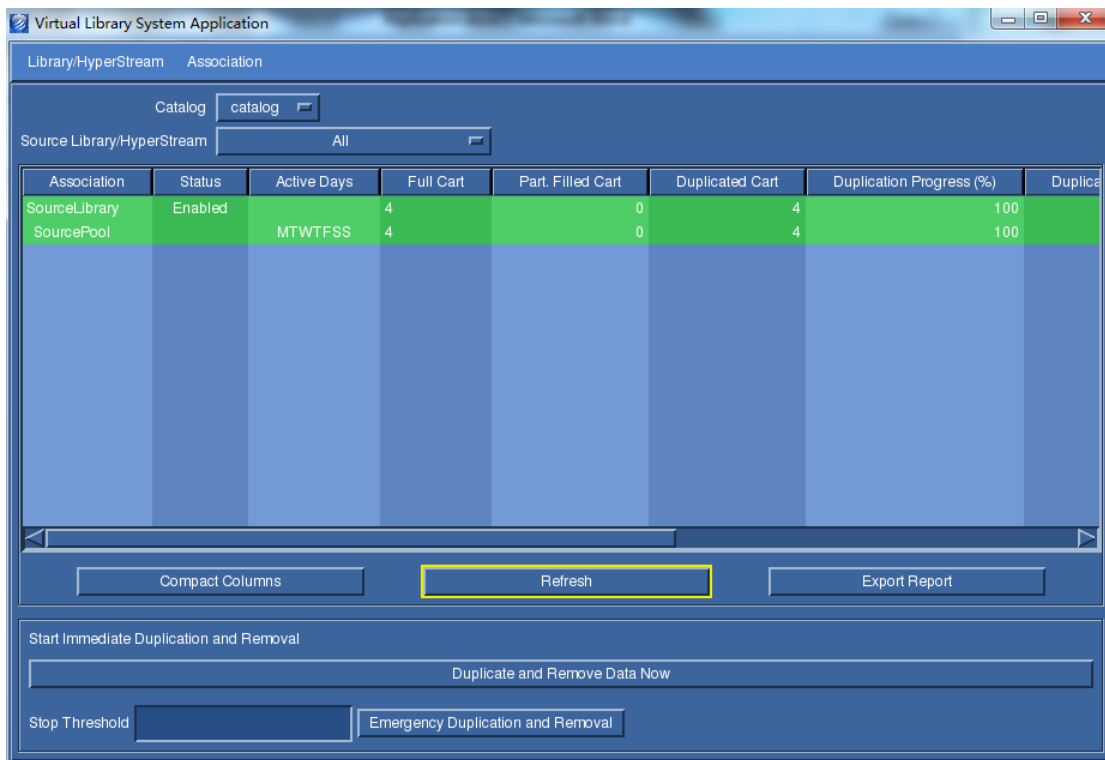 Virtual Library System Application
Library/HyperStream Association
Catalog catalog
Source Library/HyperStream All
Association Status Active Days Full Cart Part. Filled Cart Duplicated Cart Duplication Progress (%) Duplica
SourceLibrary Enabled 4 0 4 100
SourcePool MTWTFSS 4 0 4 100
Compact Columns Refresh Export Report
Start Immediate Duplication and Removal
Duplicate and Remove Data Now
Stop Threshold Emergency Duplication and Removal